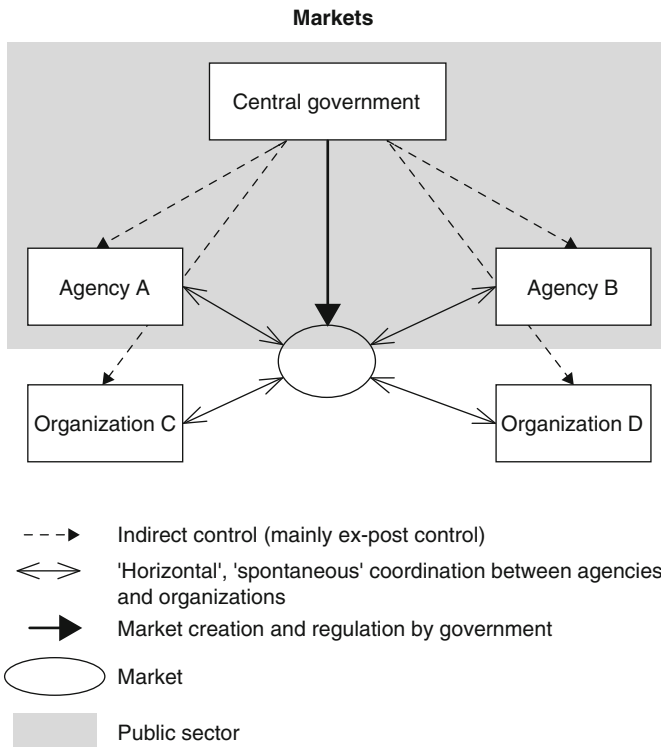 Markets
Central government
Agency A
Agency B
Organization C
Organization D
Indirect control (mainly ex-post control)
'Horizontal', 'spontaneous' coordination between agencies
and organizations
Market creation and regulation by government
Market
Public sector